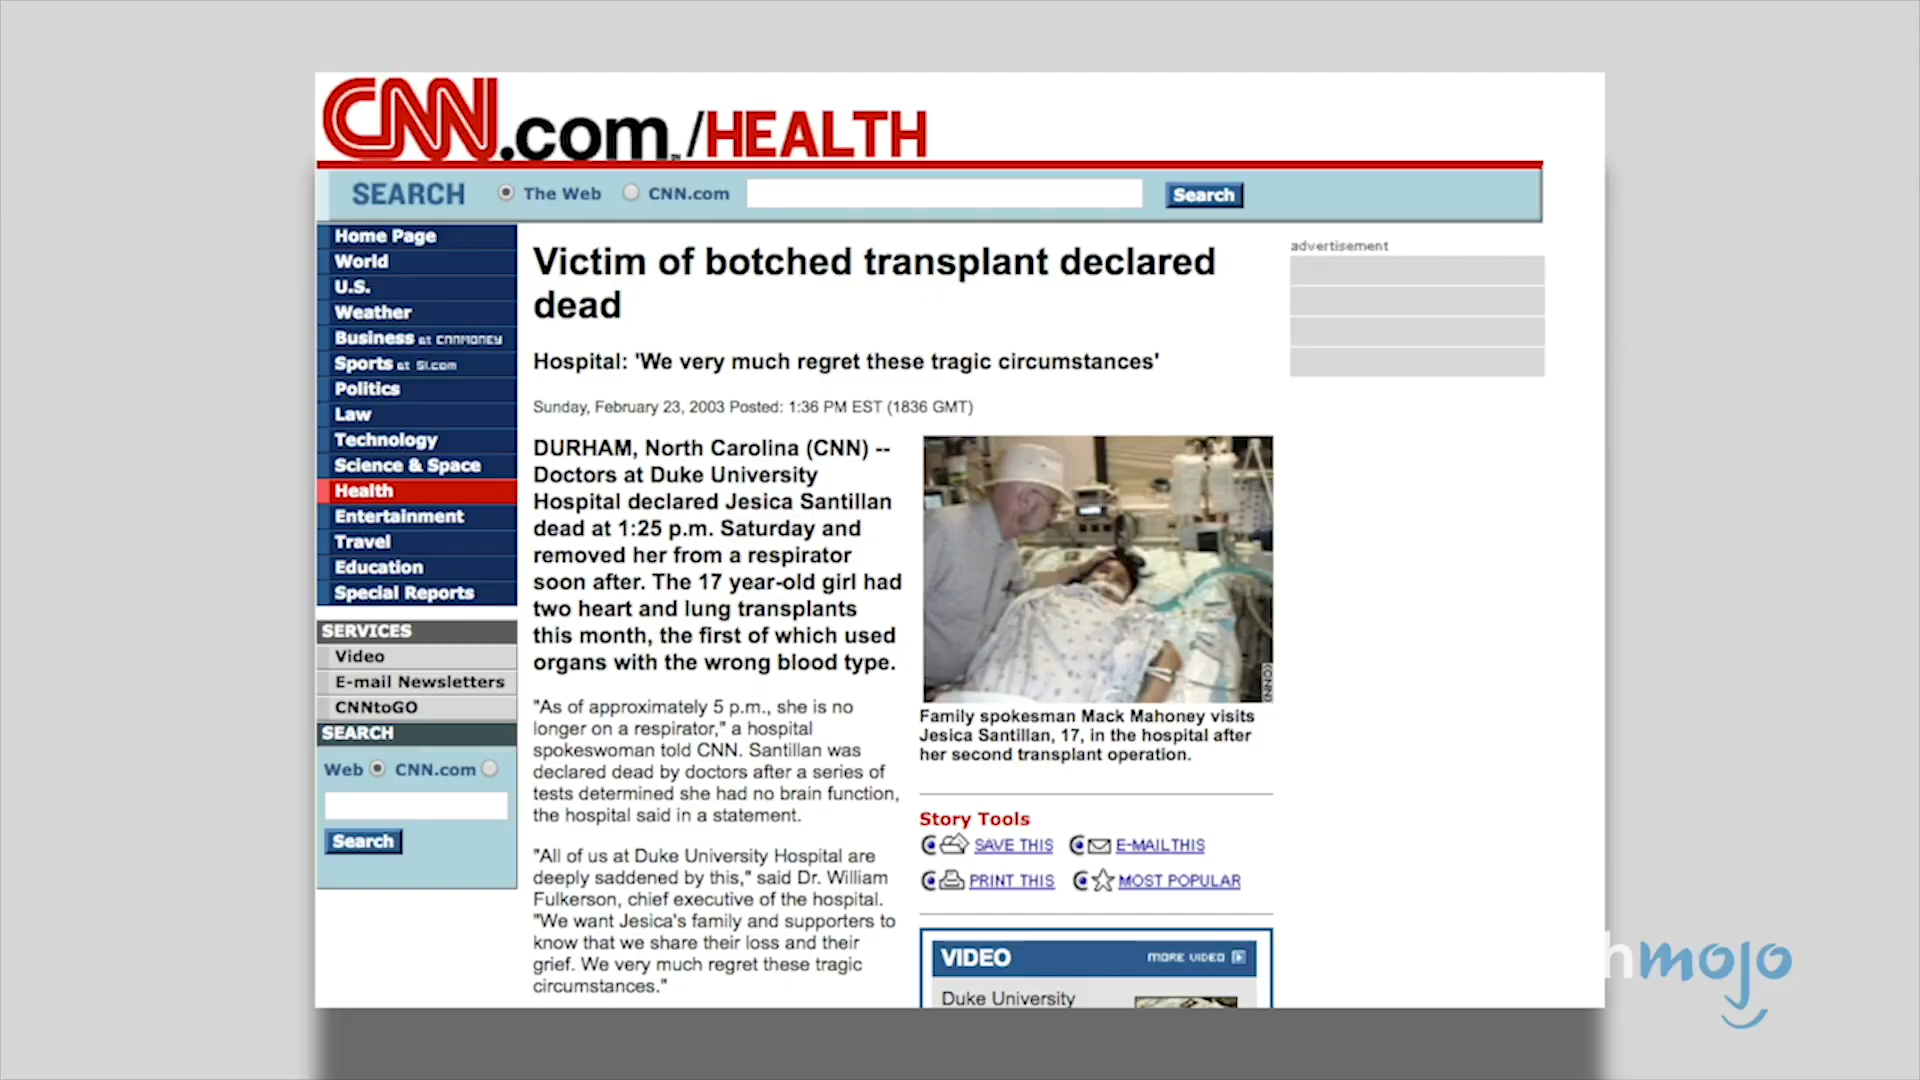 CNN.com./HEALTH
SEARCH The Web CNN.com Search
Home Page
World
U.S.
Weather
Business at CNNMONEY
Sports at SI.com
Politics
Law
Technology
Science & Space
Health
Entertainment
Travel
Education
Special Reports
SERVICES
Video
E-mail Newsletters
CNNtoGO
SEARCH
Web CNN.com
Search
Victim of botched transplant declared
dead
Hospital: 'We very much regret these tragic circumstances'
Sunday, February 23, 2003 Posted: 1:36 PM EST (1836 GMT)
DURHAM, North Carolina (CNN) --
Doctors at Duke University
Hospital declared Jesica Santillan
dead at 1:25 p.m. Saturday and
removed her from a respirator
soon after. The 17 year-old girl had
two heart and lung transplants
this month, the first of which used
organs with the wrong blood type.
"As of approximately 5 p.m., she is no
longer on a respirator," a hospital
spokeswoman told CNN. Santillan was
declared dead by doctors after a series of
tests determined she had no brain function,
the hospital said in a statement.
"All of us at Duke University Hospital are
deeply saddened by this," said Dr. William
Fulkerson, chief executive of the hospital.
"We want Jesica's family and supporters to
know that we share their loss and their
grief. We very much regret these tragic
circumstances."
(CNN)
Family spokesman Mack Mahoney visits
Jesica Santillan, 17, in the hospital after
her second transplant operation.
Story Tools
SAVE THIS E-MAIL THIS
PRINT THIS MOST POPULAR
VIDEO MORE VIDEO
Duke University
advertisement
hmojo